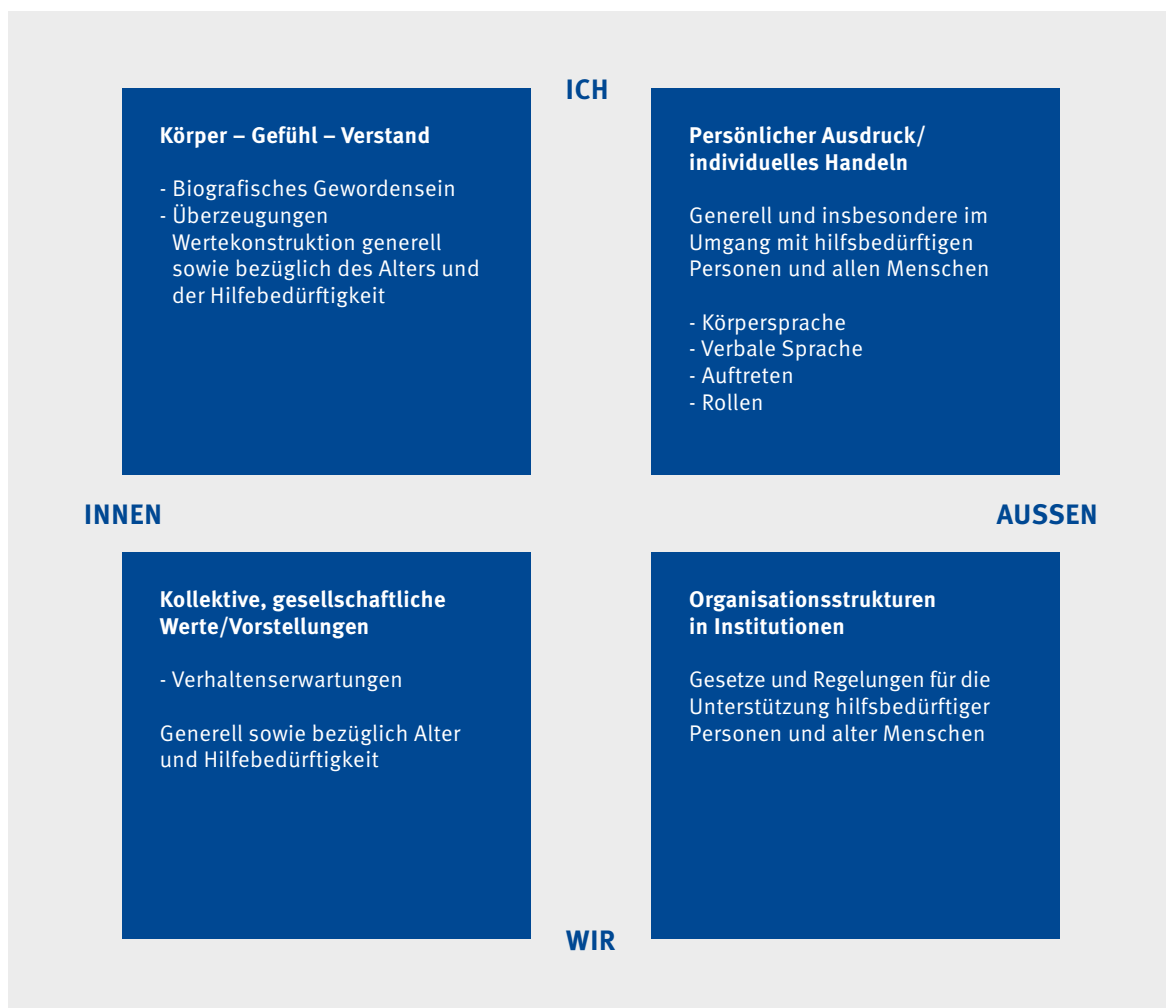 ICH
Körper – Gefühl – Verstand
- Biografisches Gewordensein
- Überzeugungen
Wertekonstruktion generell
sowie bezüglich des Alters und
der Hilfebedürftigkeit
Persönlicher Ausdruck/
individuelles Handeln
Generell und insbesondere im
Umgang mit hilfsbedürftigen
Personen und allen Menschen
- Körpersprache
- Verbale Sprache
- Auftreten
- Rollen
INNEN
AUSSEN
Kollektive, gesellschaftliche
Werte/Vorstellungen
- Verhaltenserwartungen
Generell sowie bezüglich Alter
und Hilfebedürftigkeit
Organisationsstrukturen
in Institutionen
Gesetze und Regelungen für die
Unterstützung hilfsbedürftiger
Personen und alter Menschen
WIR